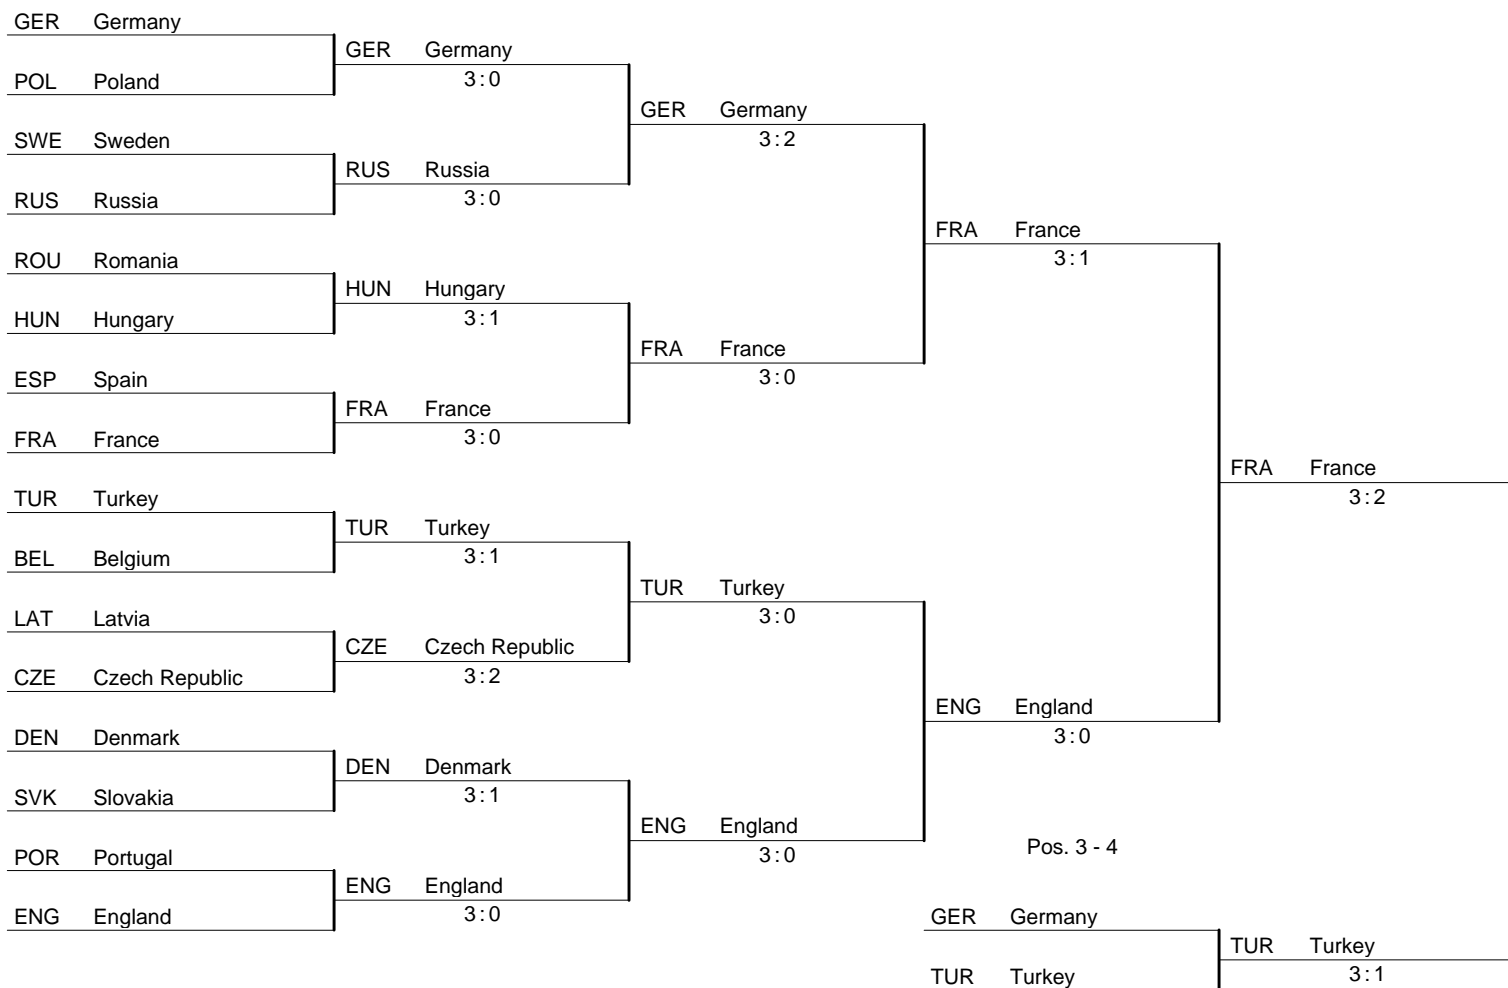 GER Germany
GER Germany
3:0
POL Poland
GER Germany
3:2
SWE Sweden
RUS Russia
3:0
RUS Russia
FRA France
3:1
ROU Romania
HUN Hungary
3:1
HUN Hungary
FRA France
3:0
ESP Spain
FRA France
3:0
FRA France
FRA France
3:2
TUR Turkey
TUR Turkey
3:1
BEL Belgium
TUR Turkey
3:0
LAT Latvia
CZE Czech Republic
3:2
CZE Czech Republic
ENG England
3:0
DEN Denmark
DEN Denmark
3:1
SVK Slovakia
ENG England
3:0
POR Portugal
ENG England
3:0
ENG England
Pos. 3 - 4
GER Germany
TUR Turkey
3:1
TUR Turkey